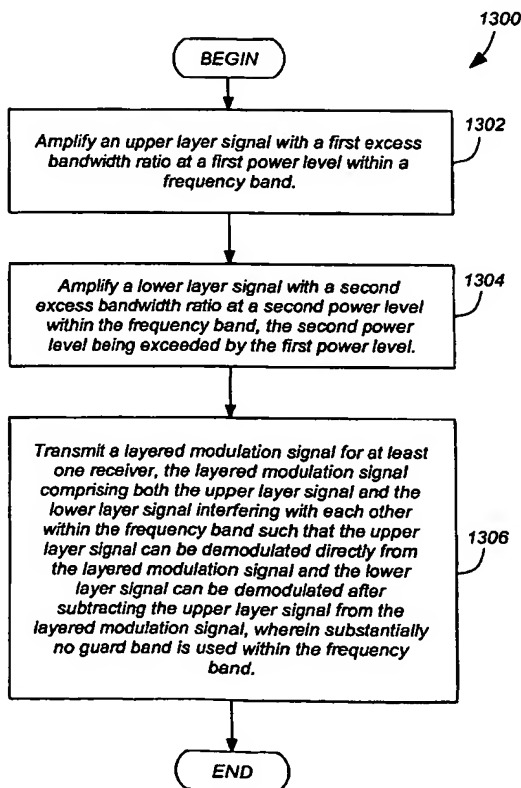 1300
BEGIN
Amplify an upper layer signal with a first excess
bandwidth ratio at a first power level within a
frequency band.
1302
Amplify a lower layer signal with a second
excess bandwidth ratio at a second power level
within the frequency band, the second power
level being exceeded by the first power level.
1304
Transmit a layered modulation signal for at least
one receiver, the layered modulation signal
comprising both the upper layer signal and the
lower layer signal interfering with each other
within the frequency band such that the upper
layer signal can be demodulated directly from
the layered modulation signal and the lower
layer signal can be demodulated after
subtracting the upper layer signal from the
layered modulation signal, wherein substantially
no guard band is used within the frequency
band.
1306
END